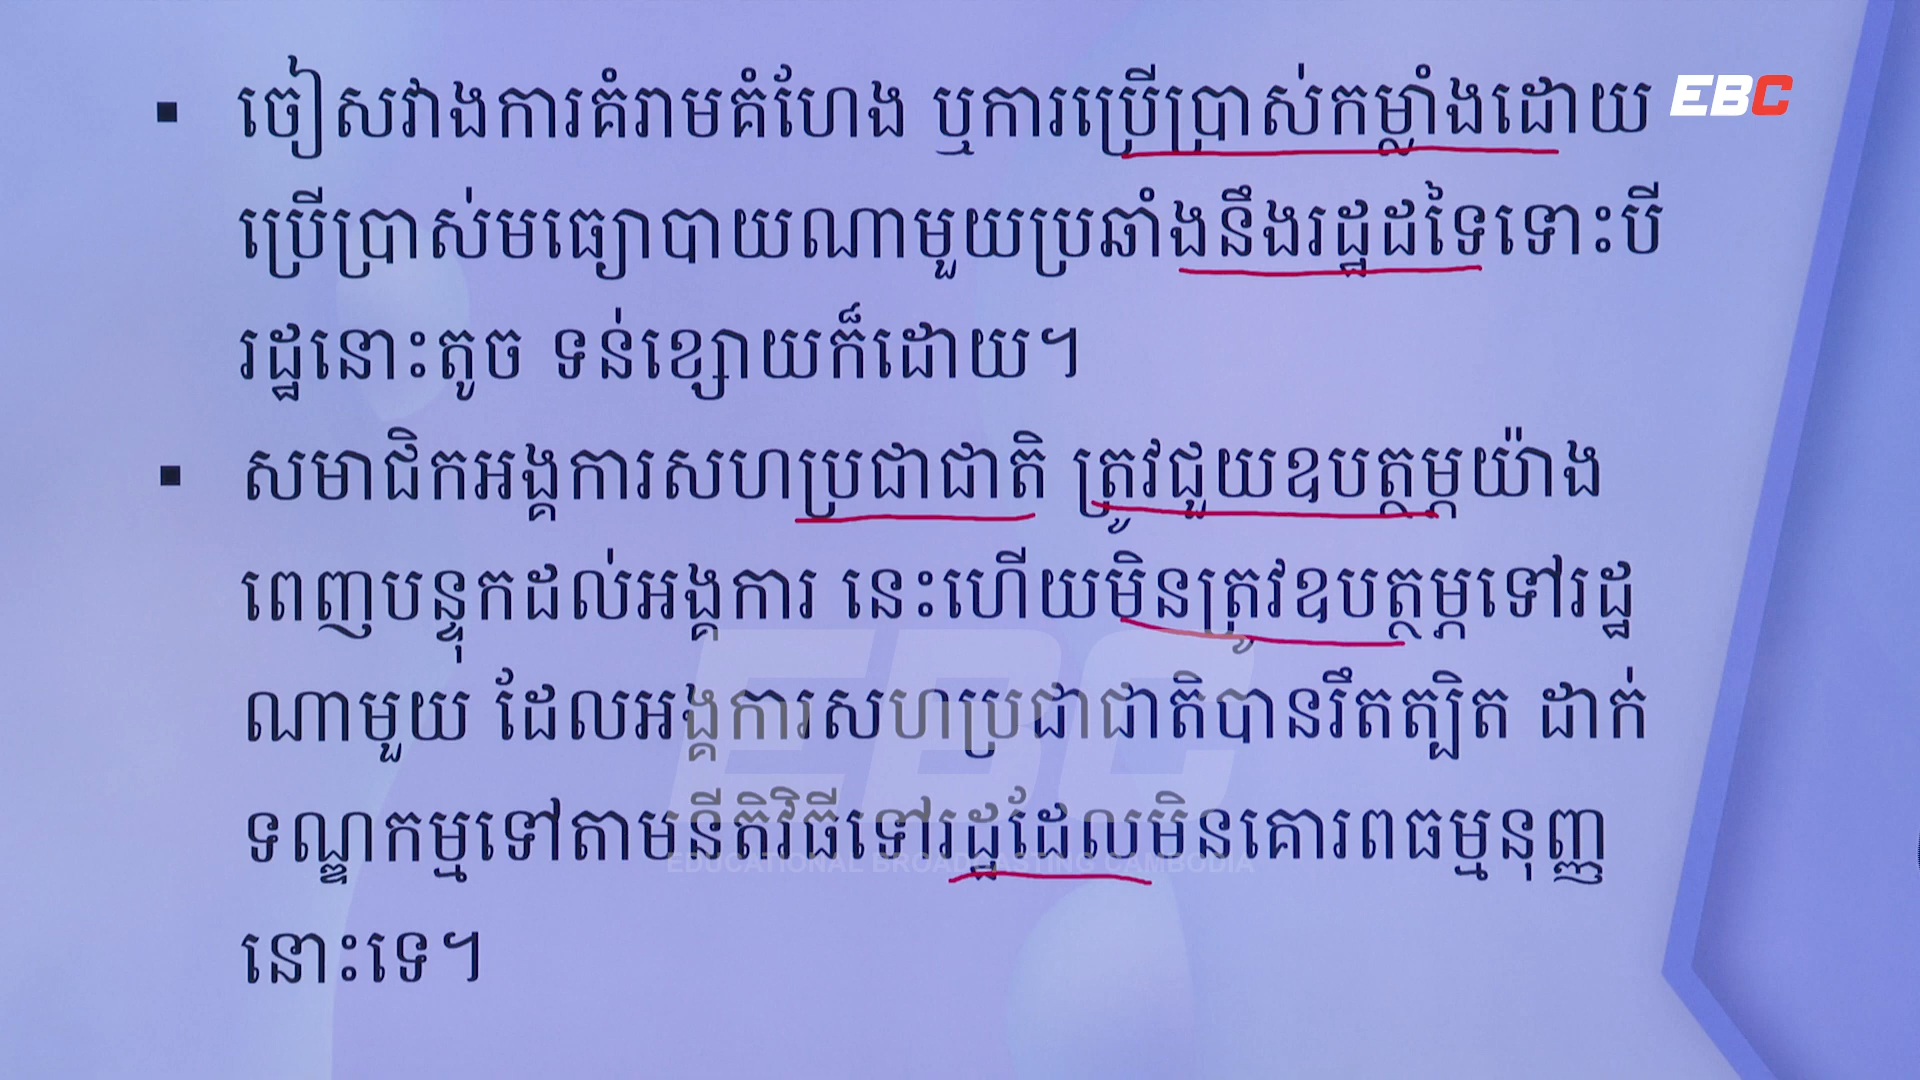 ▪ ចៀសវាងការគំរាមគំហែង ឬការប្រើប្រាស់កម្លាំងដោយ
EBC
ប្រើប្រាស់មធ្យោបាយណាមួយប្រឆាំងនឹងរដ្ឋដទៃទោះបី
រដ្ឋនោះតូច ទន់ខ្សោយក៏ដោយ។
▪ សមាជិកអង្គការសហប្រជាជាតិ ត្រូវជួយឧបត្ថម្ភយ៉ាង
ពេញបន្ទុកដល់អង្គការ នេះហើយមិនត្រូវឧបត្ថម្ភទៅរដ្ឋ
ណាមួយ ដែលអង្គការសហប្រជាជាតិបានរឹតត្បិត ដាក់
ទណ្ឌកម្មទៅតាមនីតិវិធីទៅរដ្ឋដែលមិនគោរពធម្មនុញ្ញ
នោះទេ។
EBC
EDUCATIONAL BROADCASTING CAMBODIA